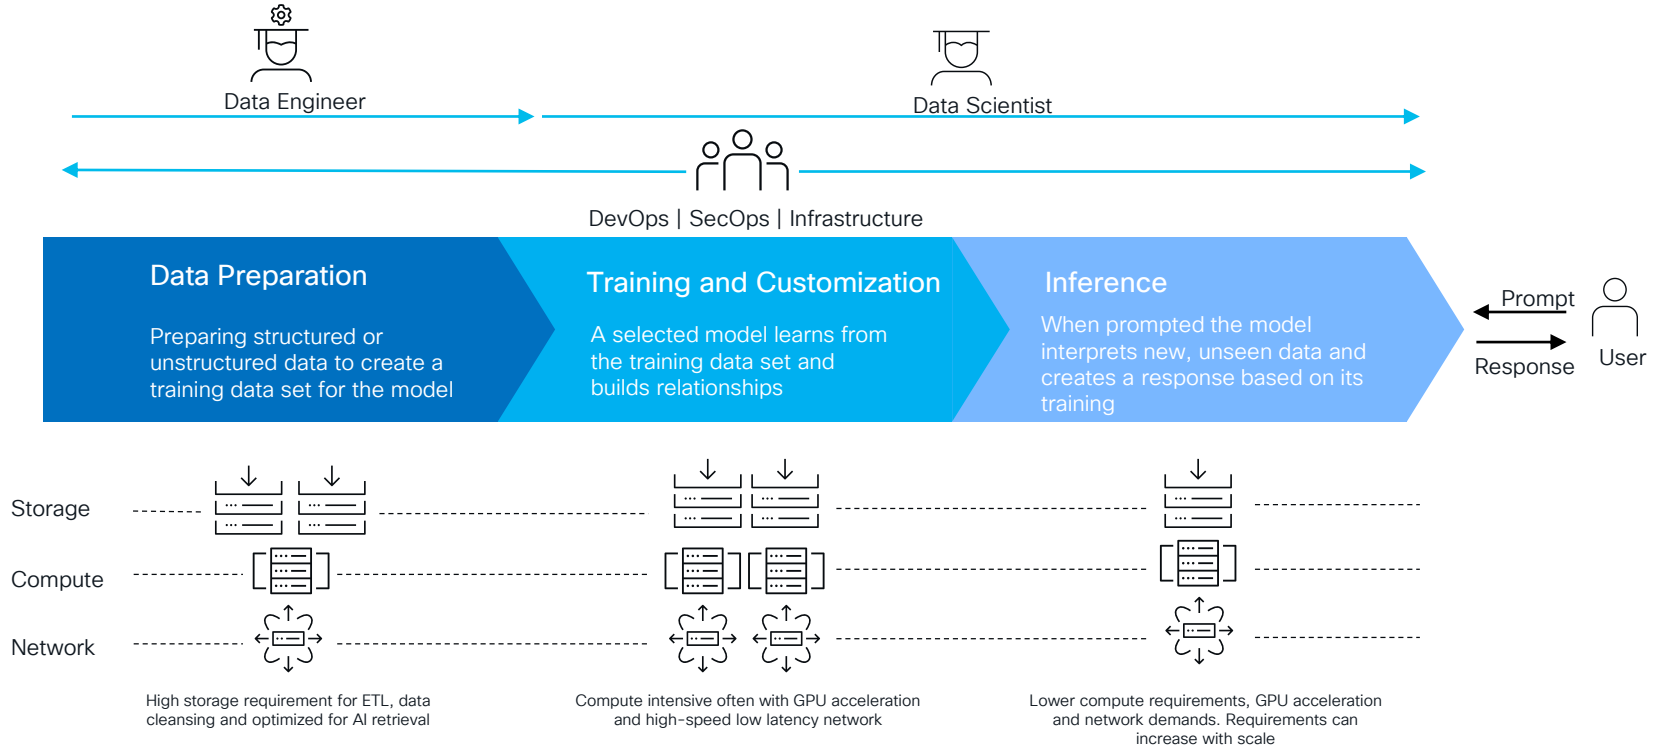 Data Engineer
Data Scientist
DevOps | SecOps | Infrastructure
Data Preparation
Preparing structured or
unstructured data to create a
training data set for the model
Training and Customization
A selected model learns from
the training data set and
builds relationships
Inference
When prompted the model
interprets new, unseen data and
creates a response based on its
training
Prompt
Response
User
Storage
Compute
Network
High storage requirement for ETL, data
cleansing and optimized for AI retrieval
Compute intensive often with GPU acceleration
and high-speed low latency network
Lower compute requirements, GPU acceleration
and network demands. Requirements can
increase with scale